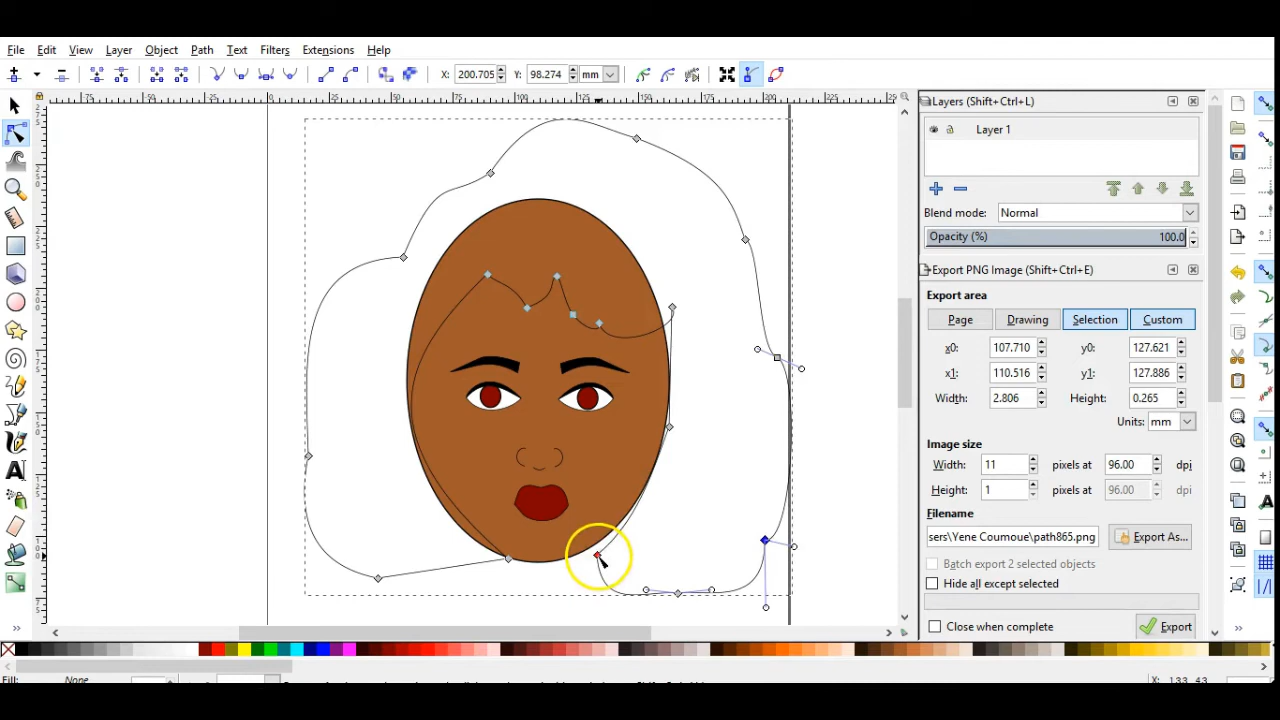 File Edit View Layer Object Path Text Filters Extensions Help
X: 200.705 Y: 98.274 mm
Layers (Shift+Ctrl+L)
Layer 1
Blend mode: Normal
Opacity (%) 100.0
Export PNG Image (Shift+Ctrl+E)
Export area
Page Drawing Selection Custom
x0: 107.710 y0: 127.621
x1: 110.516 y1: 127.886
Width: 2.806 Height: 0.265
Units: mm
Image size
Width: 11 pixels at 96.00 dpi
Height: 1 pixels at 96.00 dpi
Filename
sers\Yene Coumoue\path865.png Export As...
Batch export 2 selected objects
Hide all except selected
Close when complete Export
Fill: None